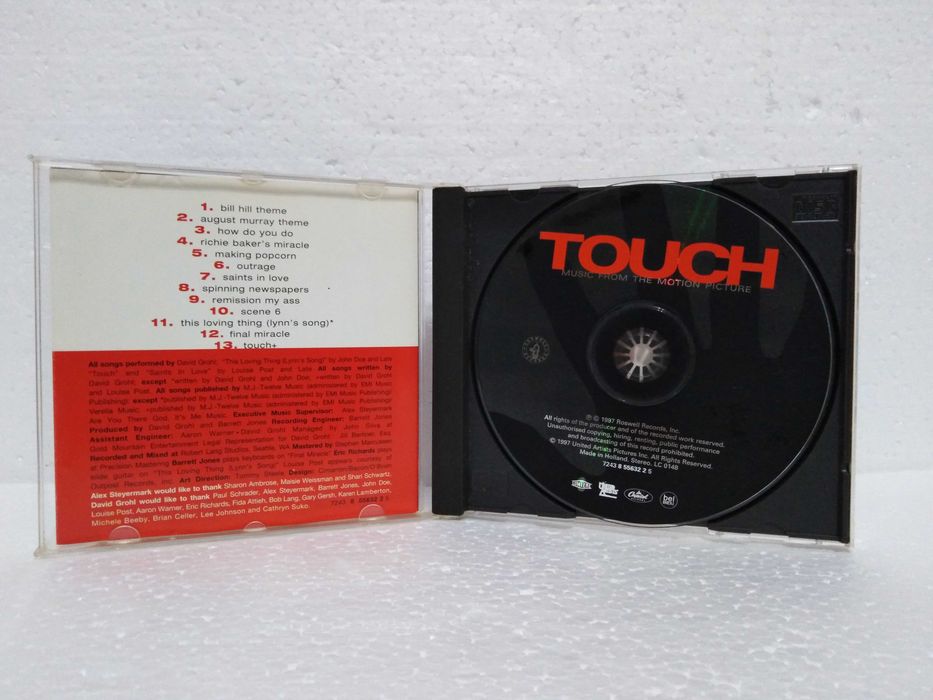 1. bill hill theme
2. august murray theme
3. how do you do
4. richie baker's miracle
5. making popcorn
6. outrage
7. saints in love
8. spinning newspapers
9. remission my ass
10. scene 6
11. this loving thing (lynn's song)*
12. final miracle
13. touch+
All songs performed by David Grohl. "This Loving Thing (Lynn's Song)" by John Doe and
"Touch" and "Saints in Love" by Louise Post and All songs written by
David Grohl; except *written by David Grohl and John Doe; +written by David Grohl
and Louisa Post. All songs published by M.J.-Twelve Music (administered by EMI Music
Publishing) except *published by M.J.-Twelve Music (administered by EMI Music Publishing)
Music; +published by M.J.-Twelve Music (administered by EMI Music Publishing)
Are You There God, It's Me Music. Executive Music Supervisor: Alex Steyermark
Produced by David Grohl and Barrett Jones Recording Engineer: Barrett Jones
Assistant Engineer: Aaron Warner - David Grohl Managed by John Silva at
Gold Mountain Entertainment Legal Representation for David Grohl: Jill Berliner, Esq.
Recorded and Mixed at Robert Lang Studios, Seattle, WA Mastered by Stephen Marcussen
at Precision Mastering Barrett Jones plays keyboards on "Final Miracle" Eric Richards plays
slide guitar on "This Loving Thing (Lynn's Song)" Louise Post appears courtesy of
Outpost Records, Inc. Art Direction: Tammy Design:
Alex Steyermark would like to thank Sharon Ambrose, Maisie Weissman and Shari Schwartz.
David Grohl would like to thank Paul Schrader, Alex Steyermark, Barrett Jones, John Doe,
Louise Post, Aaron Warner, Eric Richards, Fida Attieh, Bob Lang, Gary Gersh, Karen Lamberton,
Michele Beeby, Brian Celler, Lee Johnson and Cathryn Suko.
7243 8 55632 2 5
TOUCH
MUSIC FROM THE MOTION PICTURE
All rights of the producer and of the recorded work reserved.
℗ © 1997 Roswell Records, Inc.
Unauthorised copying, hiring, renting, public performance
and broadcasting of this record prohibited.
© 1997 United Artists Pictures Inc. All Rights Reserved.
Made in Holland. Stereo. LC 0148
7243 8 55632 2 5
Capitol